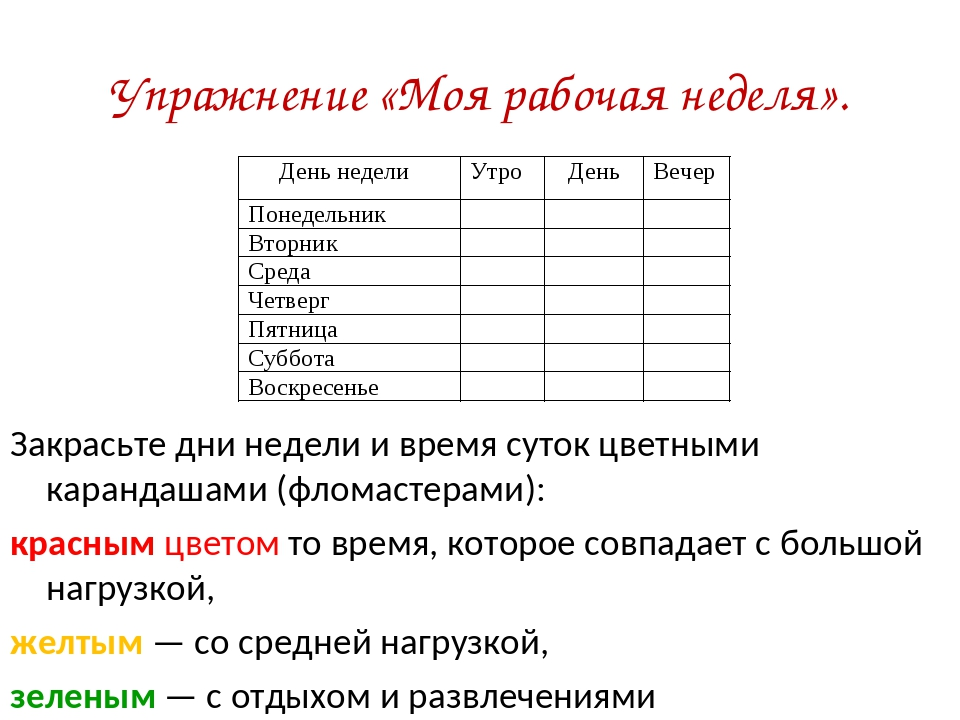 Упражнение «Моя рабочая неделя».
День недели Утро День Вечер
Понедельник
Вторник
Среда
Четверг
Пятница
Суббота
Воскресенье
Закрасьте дни недели и время суток цветными
карандашами (фломастерами):
красным цветом то время, которое совпадает с большой
нагрузкой,
желтым — со средней нагрузкой,
зеленым — с отдыхом и развлечениями